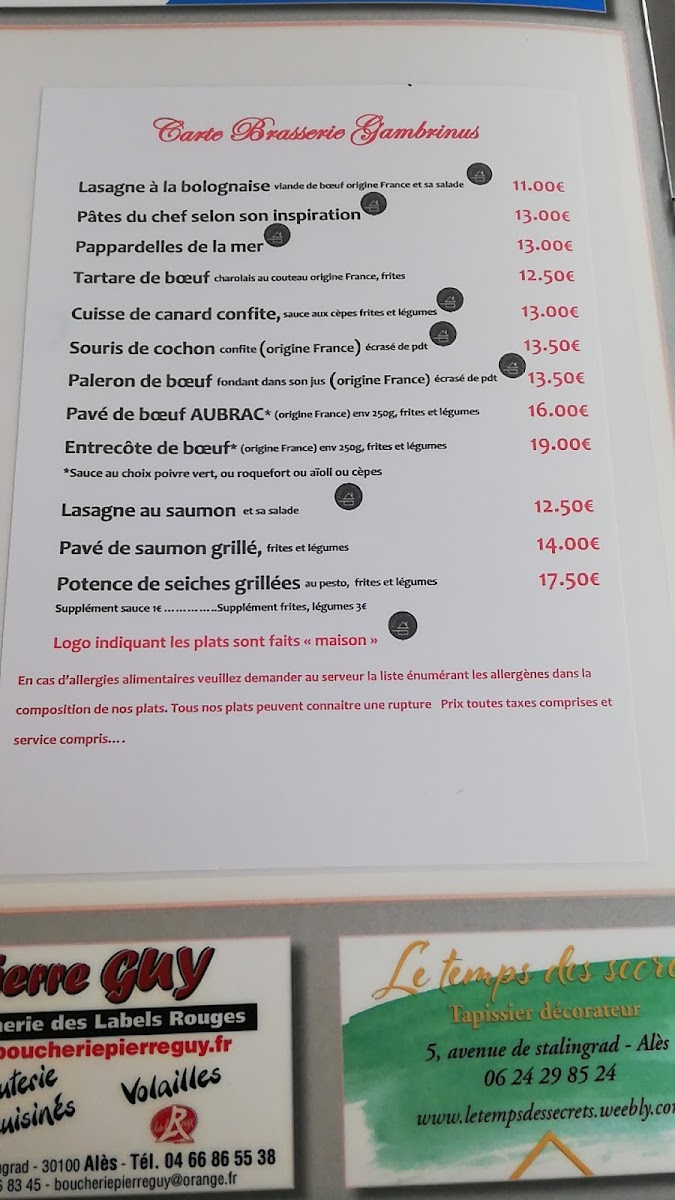 Carte Brasserie Gambrinus
Lasagne à la bolognaise viande de bœuf origine France et sa salade 11.00€
Pâtes du chef selon son inspiration 13.00€
Pappardelles de la mer 13.00€
Tartare de bœuf charolais au couteau origine France, frites 12.50€
Cuisse de canard confite, sauce aux cèpes frites et légumes 13.00€
Souris de cochon confite (origine France) écrasé de pdt 13.50€
Paleron de bœuf fondant dans son jus (origine France) écrasé de pdt 13.50€
Pavé de bœuf AUBRAC* (origine France) env 250g, frites et légumes 16.00€
Entrecôte de bœuf* (origine France) env 250g, frites et légumes 19.00€
*Sauce au choix poivre vert, ou roquefort ou aïoli ou cèpes
Lasagne au saumon et sa salade 12.50€
Pavé de saumon grillé, frites et légumes 14.00€
Potence de seiches grillées au pesto, frites et légumes 17.50€
Supplément sauce 1€ .............Supplément frites, légumes 3€
Logo indiquant les plats sont faits « maison »
En cas d'allergies alimentaires veuillez demander au serveur la liste énumérant les allergènes dans la
composition de nos plats. Tous nos plats peuvent connaitre une rupture Prix toutes taxes comprises et
service compris....
ierre GUY
herie des Labels Rouges
boucheriepierreguy.fr
uterie
uisinés
Volailles
ngrad - 30100 Alès - Tél. 04 66 86 55 38
6 83 45 - boucheriepierreguy@orange.fr
Le temps des secre
Tapissier décorateur
5, avenue de stalingrad - Alès
06 24 29 85 24
www.letempsdessecrets.weebly.com